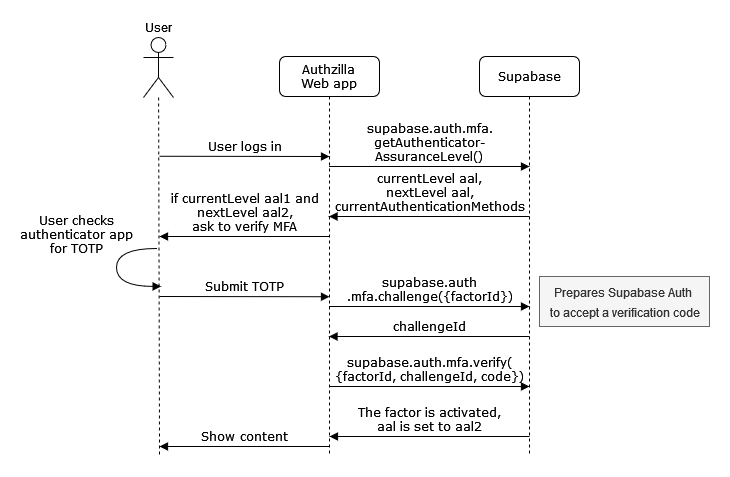 User
Authzilla
Web app
Supabase
User logs in
supabase.auth.mfa.
getAuthenticator-
AssuranceLevel()
currentLevel aal,
nextLevel aal,
currentAuthenticationMethods
if currentLevel aal1 and
nextLevel aal2,
ask to verify MFA
User checks
authenticator app
for TOTP
Submit TOTP
supabase.auth
.mfa.challenge({factorId})
Prepares Supabase Auth
to accept a verification code
challengeId
supabase.auth.mfa.verify(
{factorId, challengeId, code})
The factor is activated,
aal is set to aal2
Show content